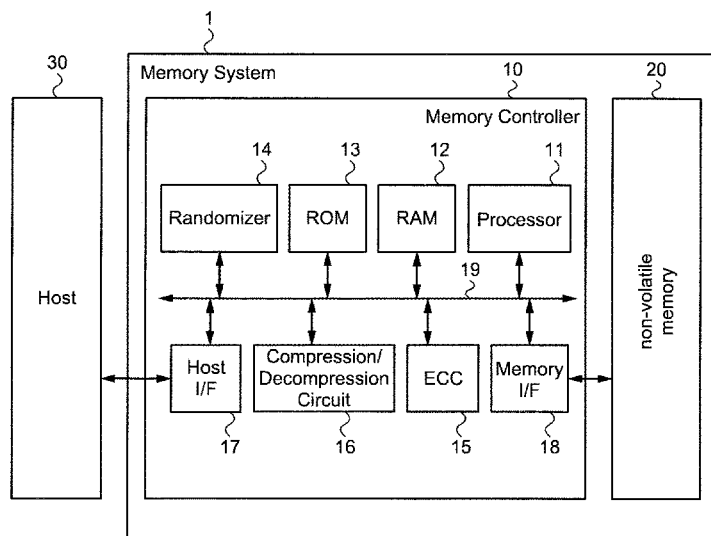 1
30
Memory System
10
20
Memory Controller
14
13
12
11
Randomizer
ROM
RAM
Processor
19
Host
non-volatile
memory
Host
I/F
Compression/
Decompression
Circuit
ECC
Memory
I/F
17
16
15
18